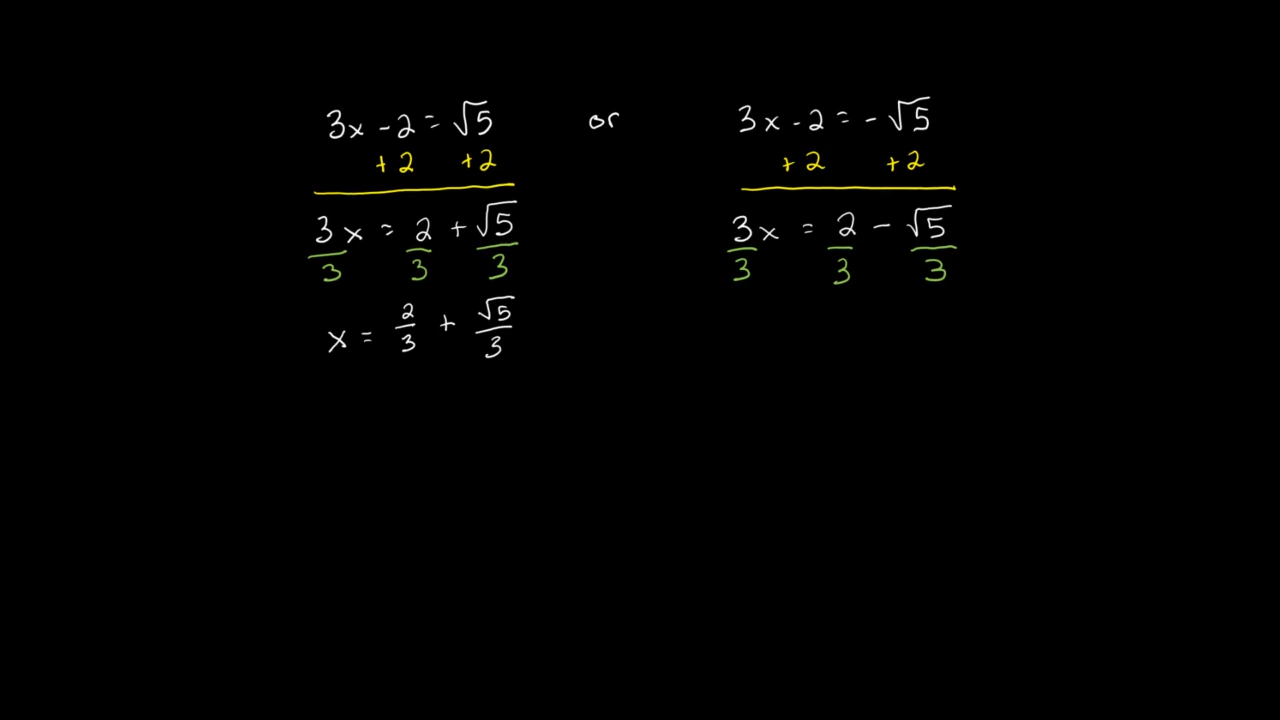 3x - 2 = √5 or 3x - 2 = - √5
+ 2 + 2 + 2 + 2
3x = 2 + √5 3x = 2 - √5
3 3 3 3 3 3
x = 2/3 + √5/3